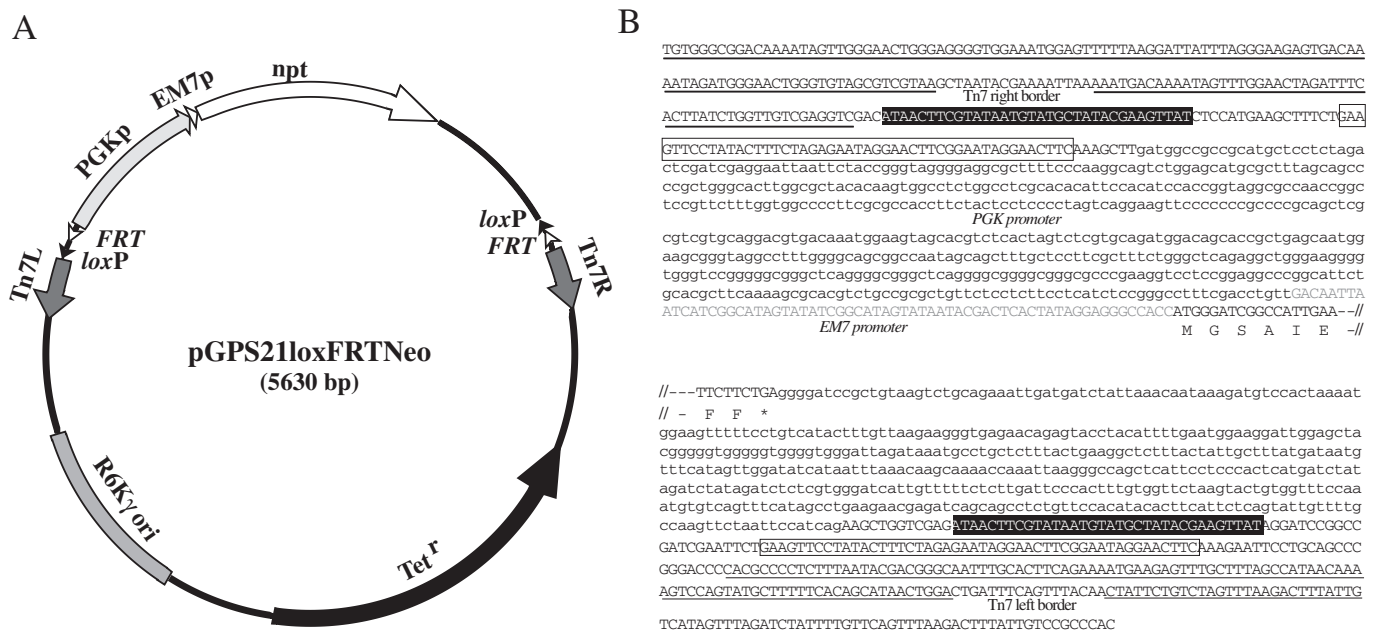 A
B
EM7p
npt
PGKp
FRT
loxP
Tn7L
loxP
FRT
Tn7R
pGPS21loxFRTNeo
(5630 bp)
R6Kγ ori
Tet r
TGTGGGCGGACAAAATAGTTGGGAACTGGGAGGGGTGGAAATGGAGTTTTTAAGGATTATTTAGGGAAGAGTGACAA
AATAGATGGGAACTGGGTGTAGCGTCGTAAGCTAATACGAAAATTAAAAATGACAAAATAGTTTGGAACTAGATTTC
Tn7 right border
ACTTATCTGGTTGTCGAGGTCGACATAACTTCGTATAATGTATGCTATACGAAGTTATCTCCATGAAGCTTTCTGAA
GTTCCTATACTTTCTAGAGAATAGGAACTTCGGAATAGGAACTTCAAAGCTTgatggccgccgcatgctcctctaga
ctcgatcgaggaattaattctaccgggtaggggaggcgcttttcccaaggcagtctggagcatgcgctttagcagcc
ccgctgggcacttggcgctacacaagtggcctctggcctcgcacacattccacatccaccggtaggcgccaaccggc
tccgttctttggtggccccttcgcgccaccttctactcctcccctagtcaggaagttcccccccgccccgcagctcg
PGK promoter
cgtcgtgcaggacgtgacaaatggaagtagcacgtctcactagtctcgtgcagatggacagcaccgctgagcaatgg
aagcgggtaggcctttggggcagcggccaatagcagctttgctccttcgctttctgggctcagaggctgggaagggg
tgggtccgggggcgggctcaggggcgggctcaggggcggggcgggcgcccgaaggtcctccggaggcccggcattct
gcacgcttcaaaagcgcacgtctgccgcgctgttctcctcttcctcatctccgggcctttcgacctgttGACAATTA
ATCATCGGCATAGTATATCGGCATAGTATAATACGACTCACTATAGGAGGGCCACCATGGGATCGGCCATTGAA--//
EM7 promoter
M G S A I E -//
//---TTCTTCTGAggggatccgctgtaagtctgcagaaattgatgatctattaaacaataaagatgtccactaaaat
// - F F *
ggaagtttttcctgtcatactttgttaagaagggtgagaacagagtacctacattttgaatggaaggattggagcta
cgggggtgggggtggggtgggattagataaatgcctgctctttactgaaggctctttactattgctttatgataatg
tttcatagttggatatcataatttaaacaagcaaaaccaaattaagggccagctcattcctcccactcatgatctat
agatctatagatctctcgtgggatcattgtttttctcttgattcccactttgtggttctaagtactgtggtttccaa
atgtgtcagtttcatagcctgaagaacgagatcagcagcctctgttccacatacacttcattctcagtattgttttg
ccaagttctaattccatcagAAGCTGGTCGAGATAACTTCGTATAATGTATGCTATACGAAGTTATAGGATCCGGCC
GATCGAATTCTGAAGTTCCTATACTTTCTAGAGAATAGGAACTTCGGAATAGGAACTTCAAAGAATTCCTGCAGCCC
GGGACCCCACGCCCCTCTTTAATACGACGGGCAATTTGCACTTCAGAAAATGAAGAGTTTGCTTTAGCCATAACAAA
AGTCCAGTATGCTTTTTCACAGCATAACTGGACTGATTTCAGTTTACAACTATTCTGTCTAGTTTAAGACTTTATTG
Tn7 left border
TCATAGTTTAGATCTATTTTGTTCAGTTTAAGACTTTATTGTCCGCCCAC